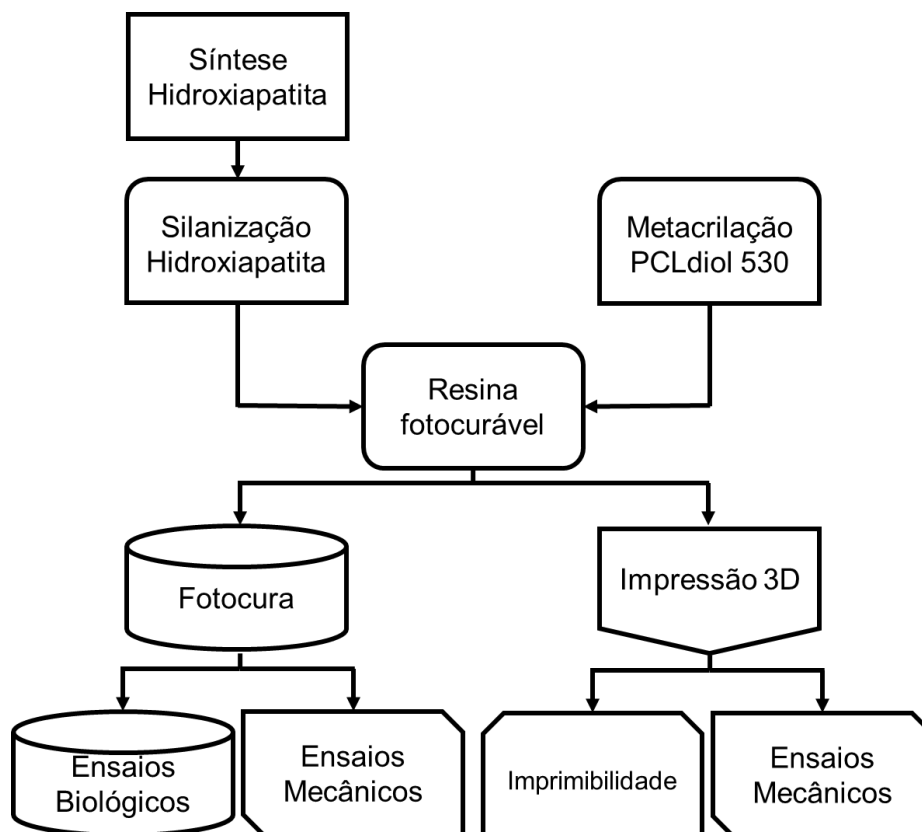 Síntese
Hidroxiapatita
Silanização
Hidroxiapatita
Metacrilação
PCLdiol 530
Resina
fotocurável
Fotocura
Impressão 3D
Ensaios
Biológicos
Ensaios
Mecânicos
Imprimibilidade
Ensaios
Mecânicos